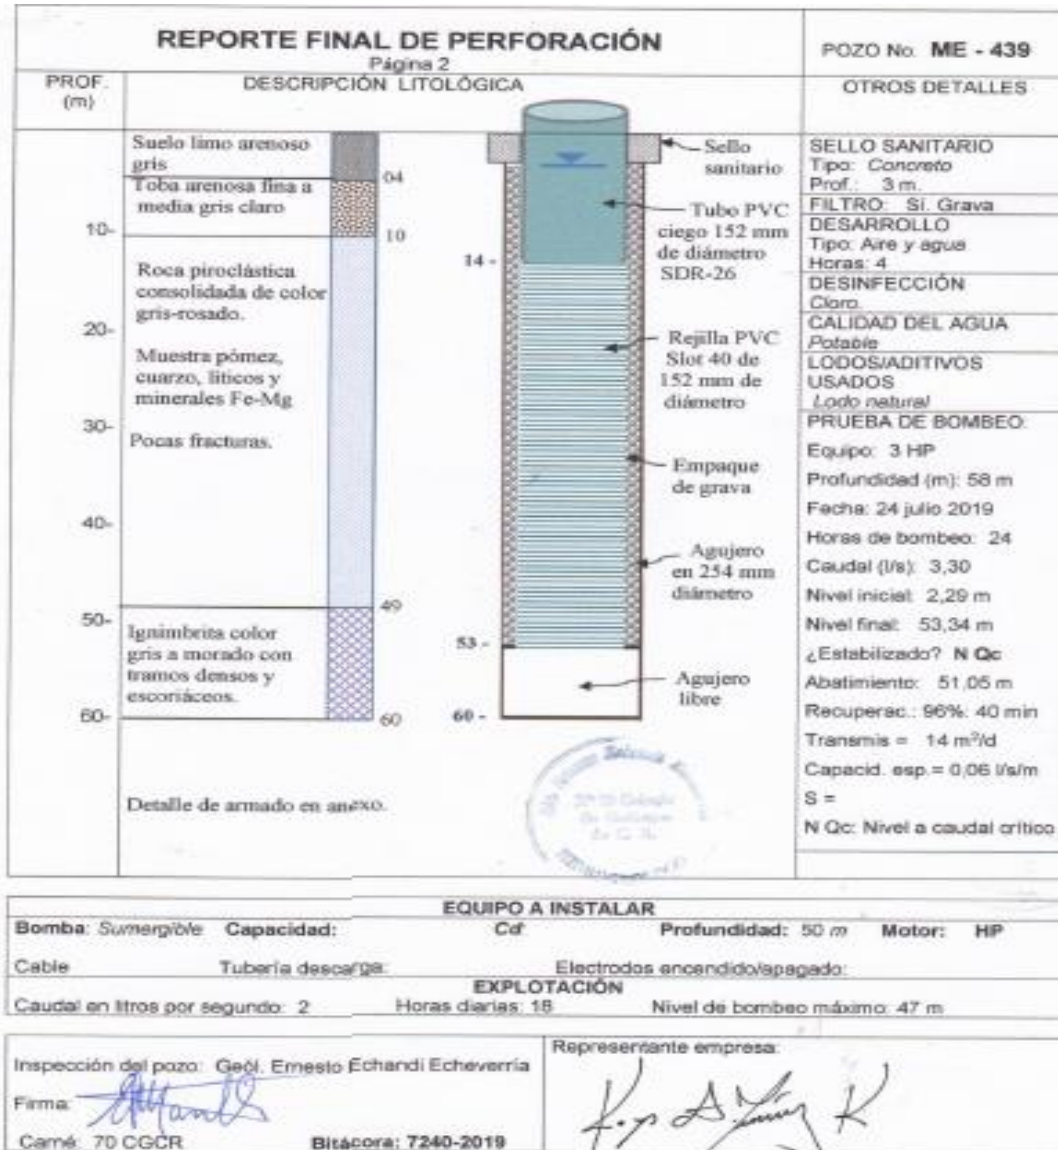 REPORTE FINAL DE PERFORACIÓN
Página 2
POZO No. ME - 439
PROF. (m)
DESCRIPCIÓN LITOLÓGICA
OTROS DETALLES
Suelo limo arenoso
gris
04
Toba arenosa fina a
media gris claro
10-
10
Roca piroclástica
consolidada de color
gris-rosado.
20-
Muestra pómez,
cuarzo, líticos y
minerales Fe-Mg
30-
Pocas fracturas.
40-
49
50-
Ignimbrita color
gris a morado con
tramos densos y
escoriáceos.
60-
60
Detalle de armado en anexo.
Sello
sanitario
Tubo PVC
ciego 152 mm
de diámetro
SDR-26
14 -
Rejilla PVC
Slot 40 de
152 mm de
diámetro
Empaque
de grava
Agujero
en 254 mm
diámetro
53 -
Agujero
libre
60 -
SELLO SANITARIO
Tipo: Concreto
Prof.: 3 m.
FILTRO: Sí. Grava
DESARROLLO
Tipo: Aire y agua
Horas: 4
DESINFECCIÓN
Cloro.
CALIDAD DEL AGUA
Potable
LODOS/ADITIVOS
USADOS
Lodo natural
PRUEBA DE BOMBEO:
Equipo: 3 HP
Profundidad (m): 58 m
Fecha: 24 julio 2019
Horas de bombeo: 24
Caudal (l/s): 3,30
Nivel inicial: 2,29 m
Nivel final: 53,34 m
¿Estabilizado? N Qc
Abatimiento: 51,05 m
Recuperac.: 96%: 40 min
Transmis = 14 m²/d
Capacid. esp.= 0,06 l/s/m
S =
N Qc: Nivel a caudal crítico
EQUIPO A INSTALAR
Bomba: Sumergible Capacidad: Cd: Profundidad: 50 m Motor: HP
Cable Tubería descarga: Electrodos encendido/apagado:
EXPLOTACIÓN
Caudal en litros por segundo: 2 Horas diarias: 18 Nivel de bombeo máximo: 47 m
Inspección del pozo: Geól. Ernesto Echandi Echeverría
Firma:
Carné: 70 CGCR Bitácora: 7240-2019
Representante empresa: